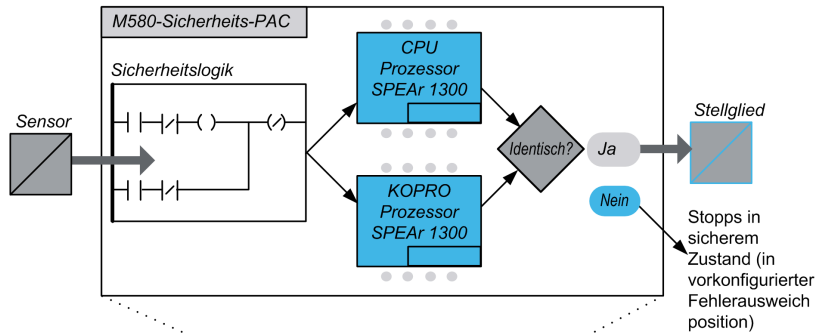 M580-Sicherheits-PAC
Sicherheitslogik
Sensor
CPU
Prozessor
SPEAr 1300
KOPRO
Prozessor
SPEAr 1300
Identisch?
Ja
Nein
Stellglied
Stopps in
sicherem
Zustand (in
vorkonfigurierter
Fehlerausweich
position)